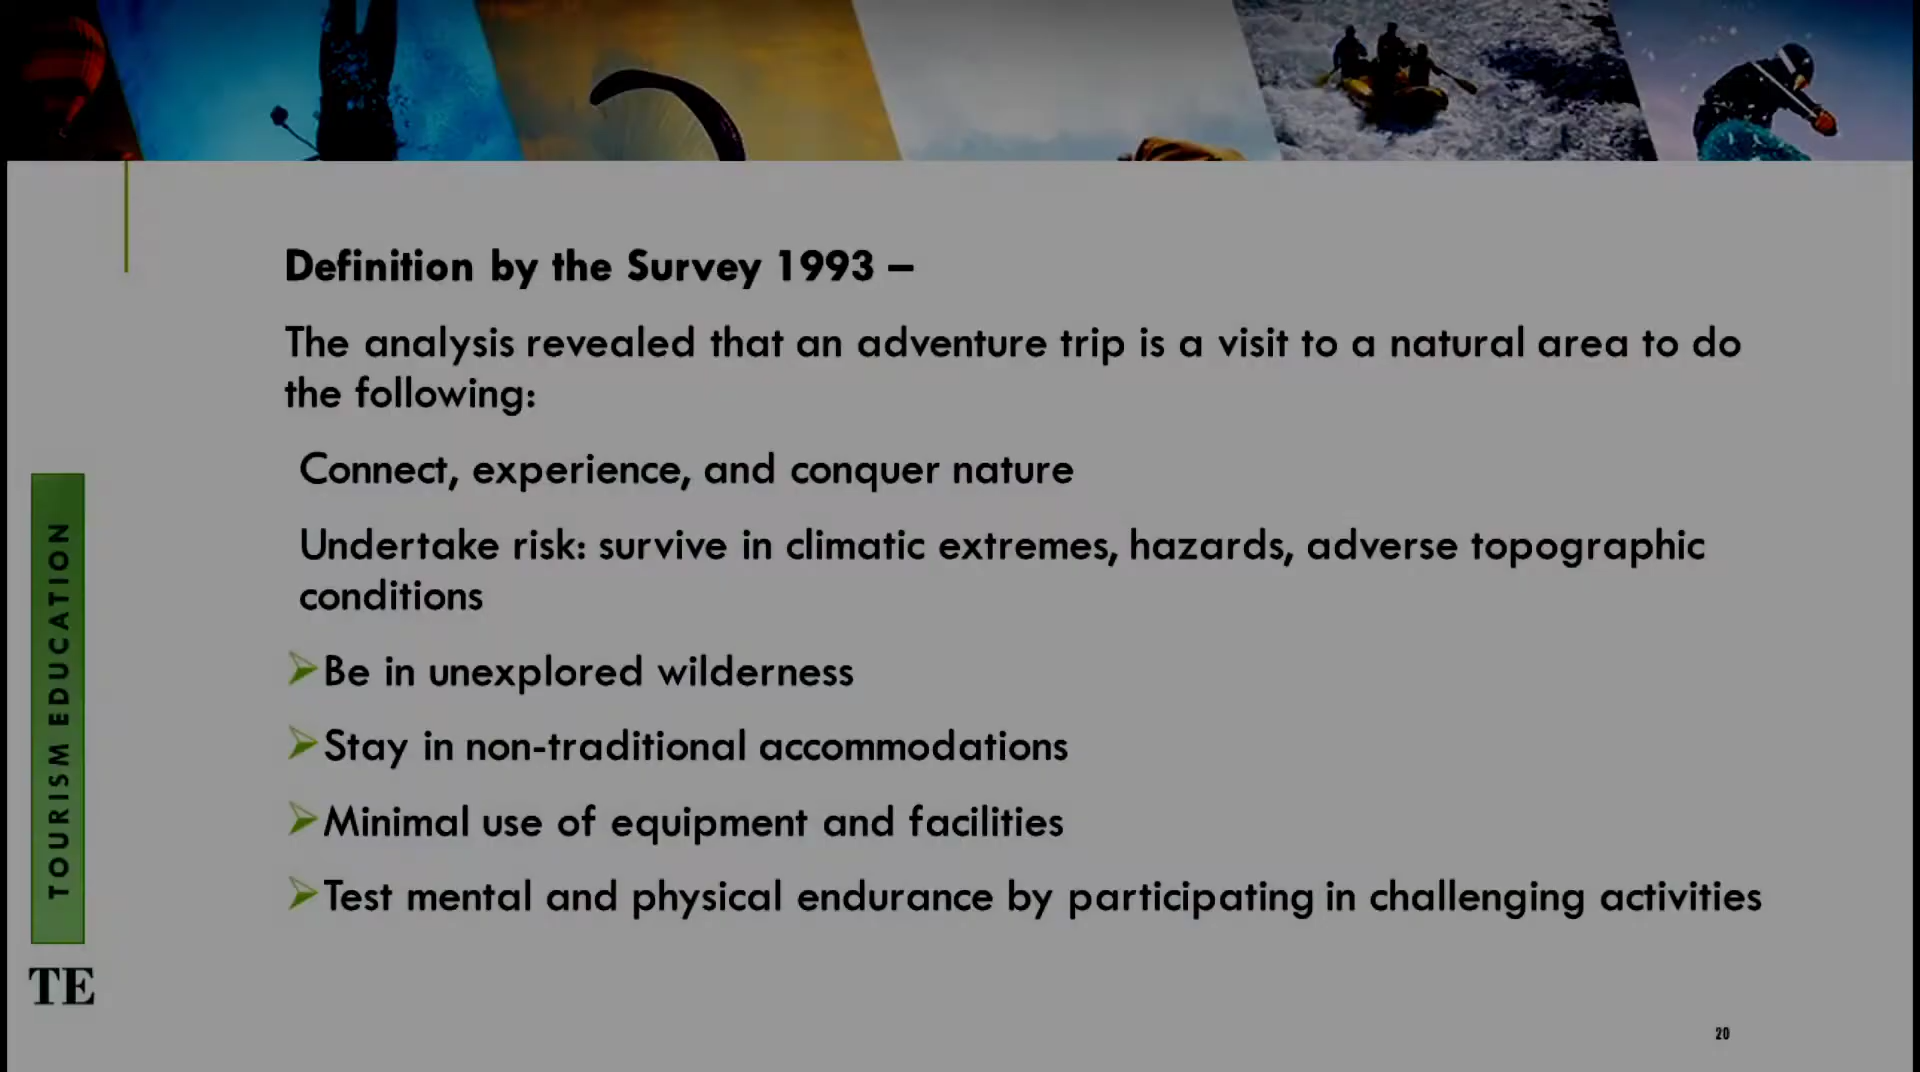 Definition by the Survey 1993 –
The analysis revealed that an adventure trip is a visit to a natural area to do
the following:
Connect, experience, and conquer nature
Undertake risk: survive in climatic extremes, hazards, adverse topographic
conditions
Be in unexplored wilderness
Stay in non-traditional accommodations
Minimal use of equipment and facilities
Test mental and physical endurance by participating in challenging activities
TOURISM EDUCATION
TE
20